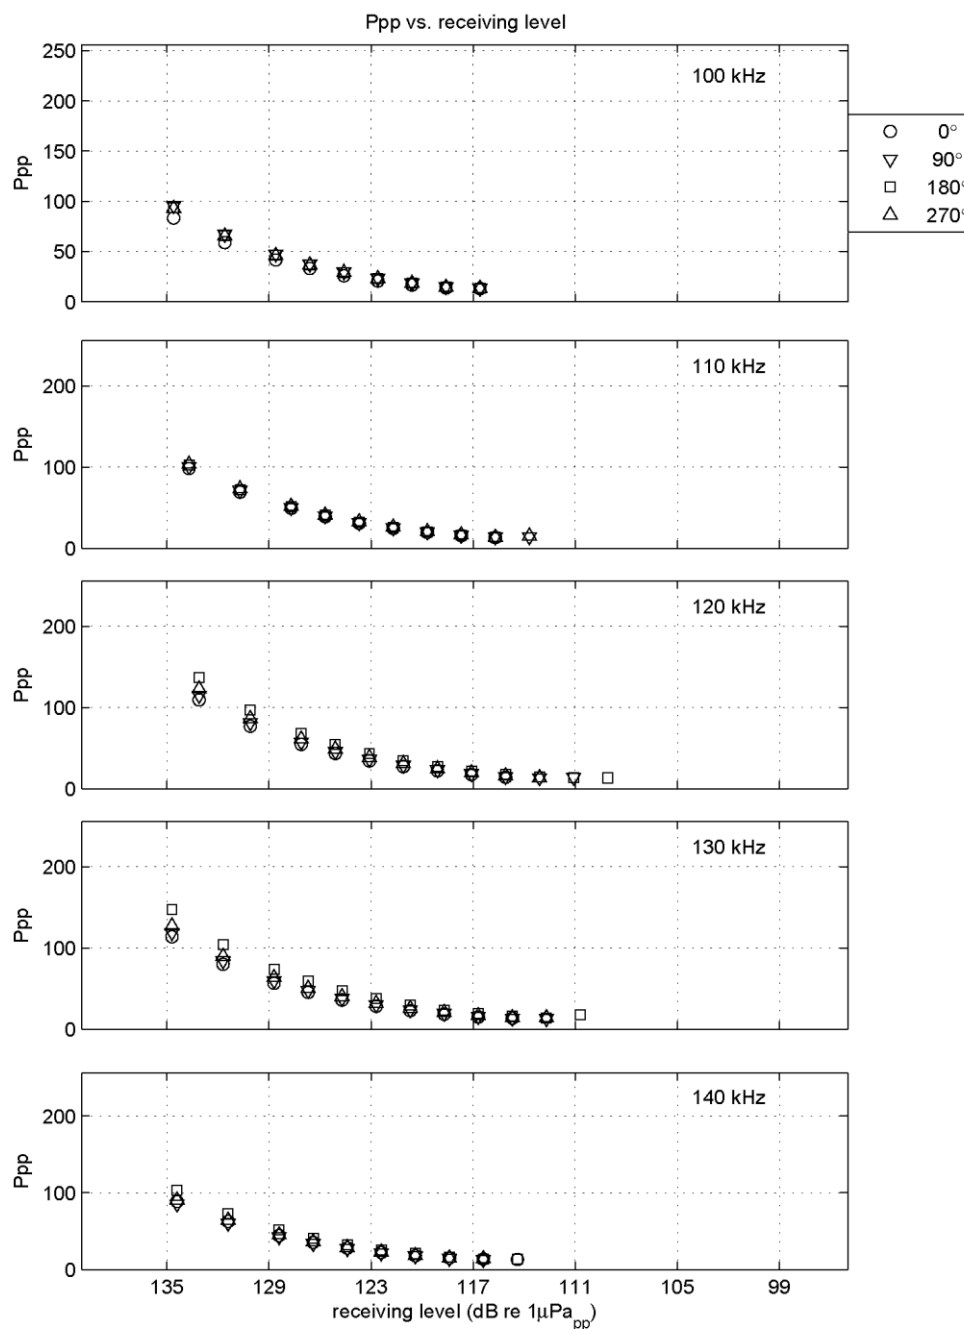 Ppp vs. receiving level
250
200
150
100
50
0
Ppp
100 kHz
0°
90°
180°
270°
200
100
0
Ppp
110 kHz
200
100
0
Ppp
120 kHz
200
100
0
Ppp
130 kHz
200
100
0
Ppp
140 kHz
135 129 123 117 111 105 99
receiving level (dB re 1μPa_pp)